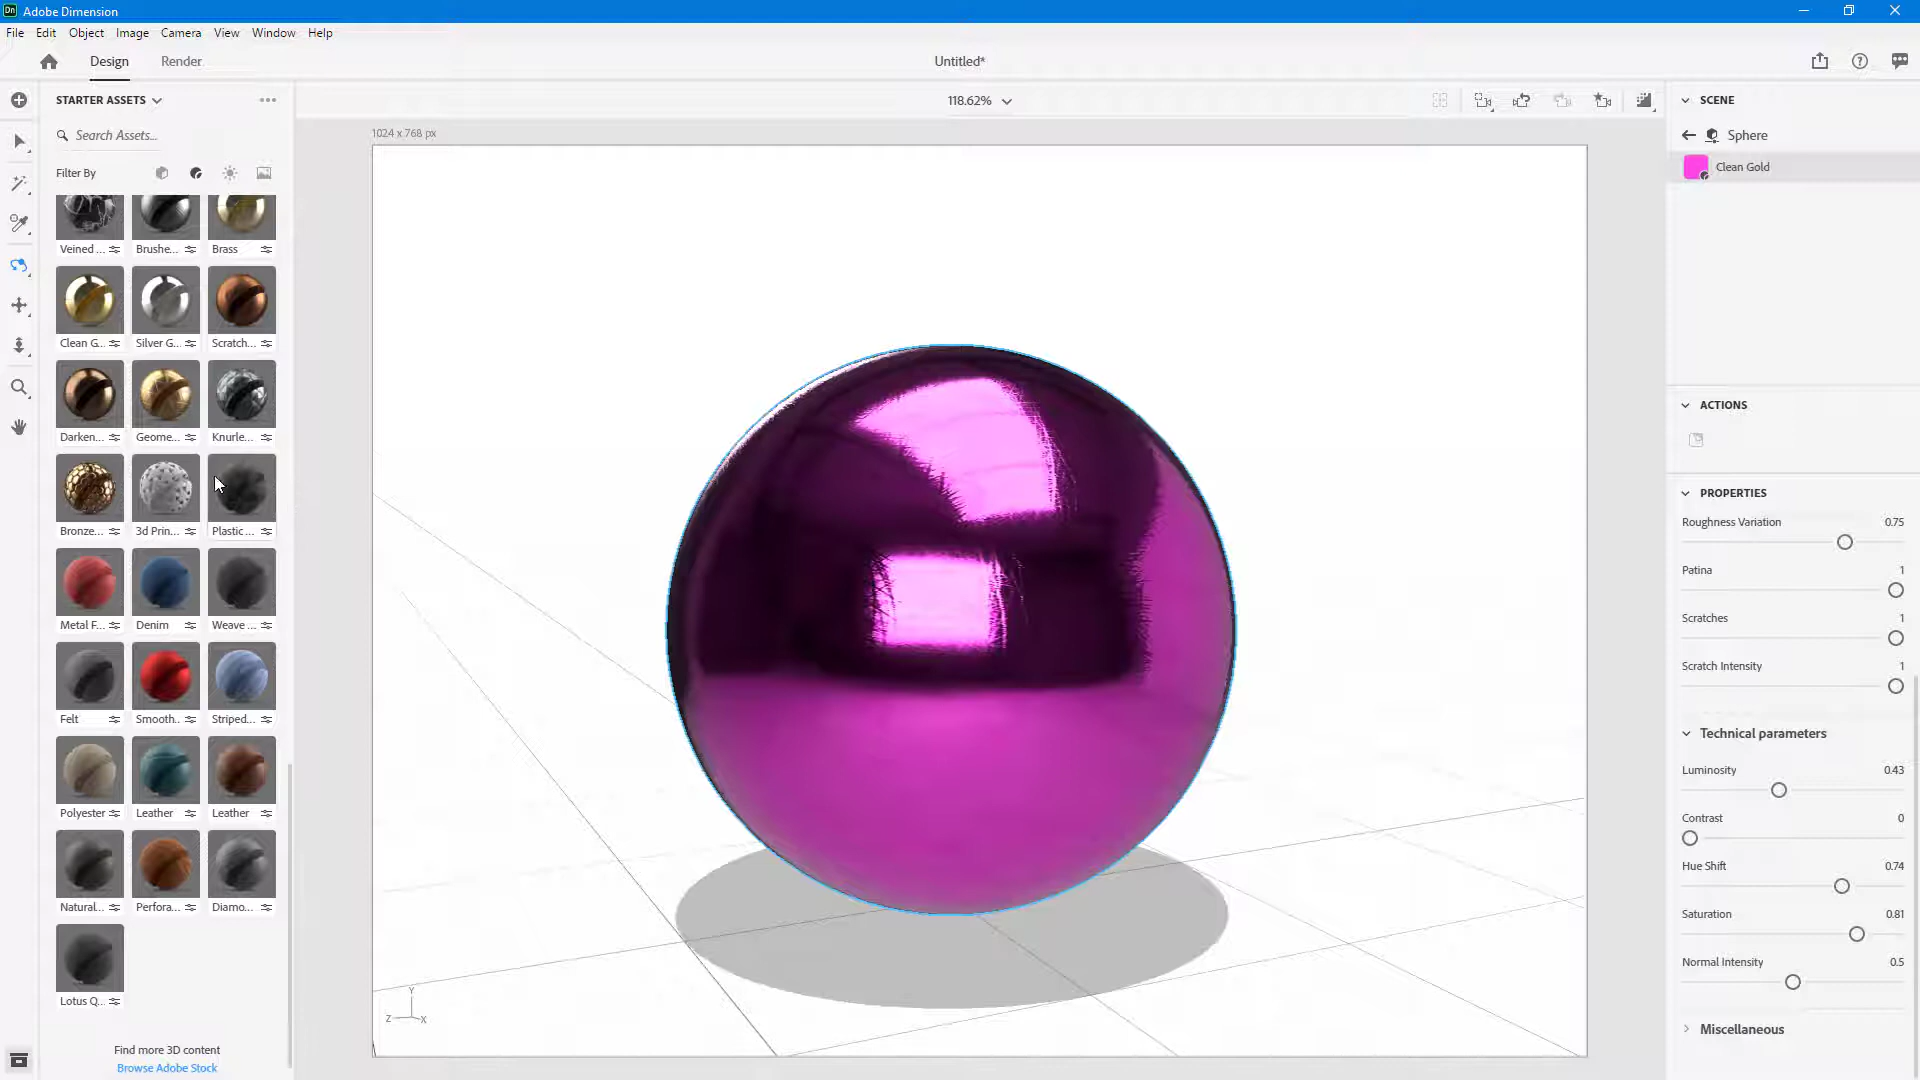 Dn Adobe Dimension
File Edit Object Image Camera View Window Help
Design Render Untitled*
STARTER ASSETS
Search Assets...
Filter By
Veined ... Brushe... Brass
Clean G... Silver G... Scratch...
Darken... Geome... Knurle...
Bronze... 3d Prin... Plastic ...
Metal F... Denim Weave ...
Felt Smooth.. Striped...
Polyester Leather Leather
Natural... Perfora... Diamo...
Lotus Q...
Find more 3D content
Browse Adobe Stock
118.62%
1024 x 768 px
Y
Z X
SCENE
Sphere
Clean Gold
ACTIONS
PROPERTIES
Roughness Variation 0.75
Patina 1
Scratches 1
Scratch Intensity 1
Technical parameters
Luminosity 0.43
Contrast 0
Hue Shift 0.74
Saturation 0.81
Normal Intensity 0.5
Miscellaneous